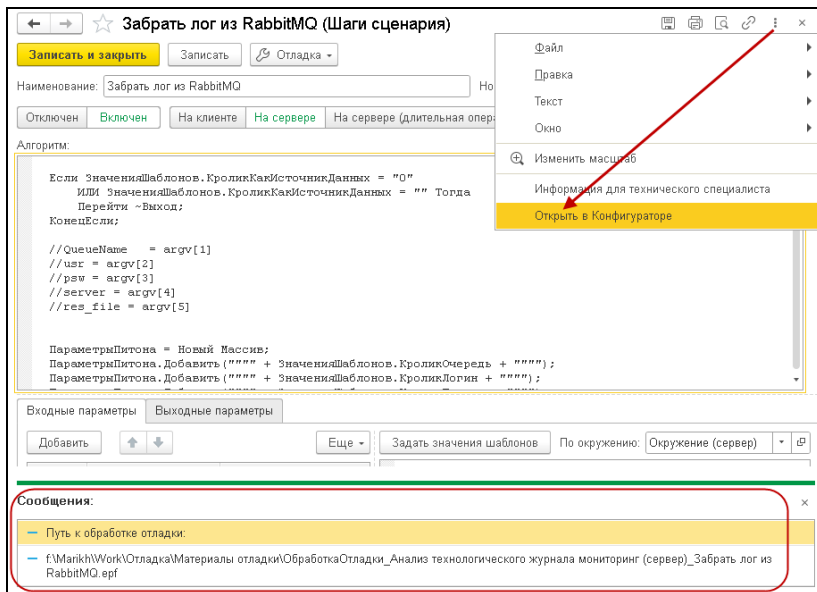 Забрать лог из RabbitMQ (Шаги сценария)
Записать и закрыть Записать Отладка
Наименование: Забрать лог из RabbitMQ Но
Отключен Включен На клиенте На сервере На сервере (длительная опер
Файл
Правка
Текст
Окно
Изменить масштаб
Информация для технического специалиста
Открыть в Конфигураторе
Алгоритм:
Если ЗначенияШаблонов.КроликКакИсточникДанных = "0"
ИЛИ ЗначенияШаблонов.КроликКакИсточникДанных = "" Тогда
Перейти ~Выход;
КонецЕсли;
//QueueName = argv[1]
//usr = argv[2]
//psw = argv[3]
//server = argv[4]
//res_file = argv[5]
ПараметрыПитона = Новый Массив;
ПараметрыПитона.Добавить("""" + ЗначенияШаблонов.КроликОчередь + """");
ПараметрыПитона.Добавить("""" + ЗначенияШаблонов.КроликЛогин + """");
Входные параметры Выходные параметры
Добавить Еще Задать значения шаблонов По окружению: Окружение (сервер)
Сообщения:
Путь к обработке отладки:
f:\Marikh\Work\Отладка\Материалы отладки\ОбработкаОтладки_Анализ технологического журнала мониторинг (сервер)_Забрать лог из
RabbitMQ.epf